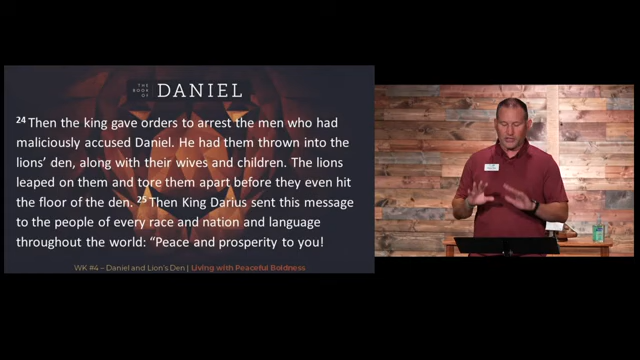 THE
BOOK
OF
DANIEL
24 Then the king gave orders to arrest the men who had
maliciously accused Daniel. He had them thrown into the
lions’ den, along with their wives and children. The lions
leaped on them and tore them apart before they even hit
the floor of the den. 25 Then King Darius sent this message
to the people of every race and nation and language
throughout the world: “Peace and prosperity to you!
WK #4 – Daniel and Lion's Den | Living with Peaceful Boldness